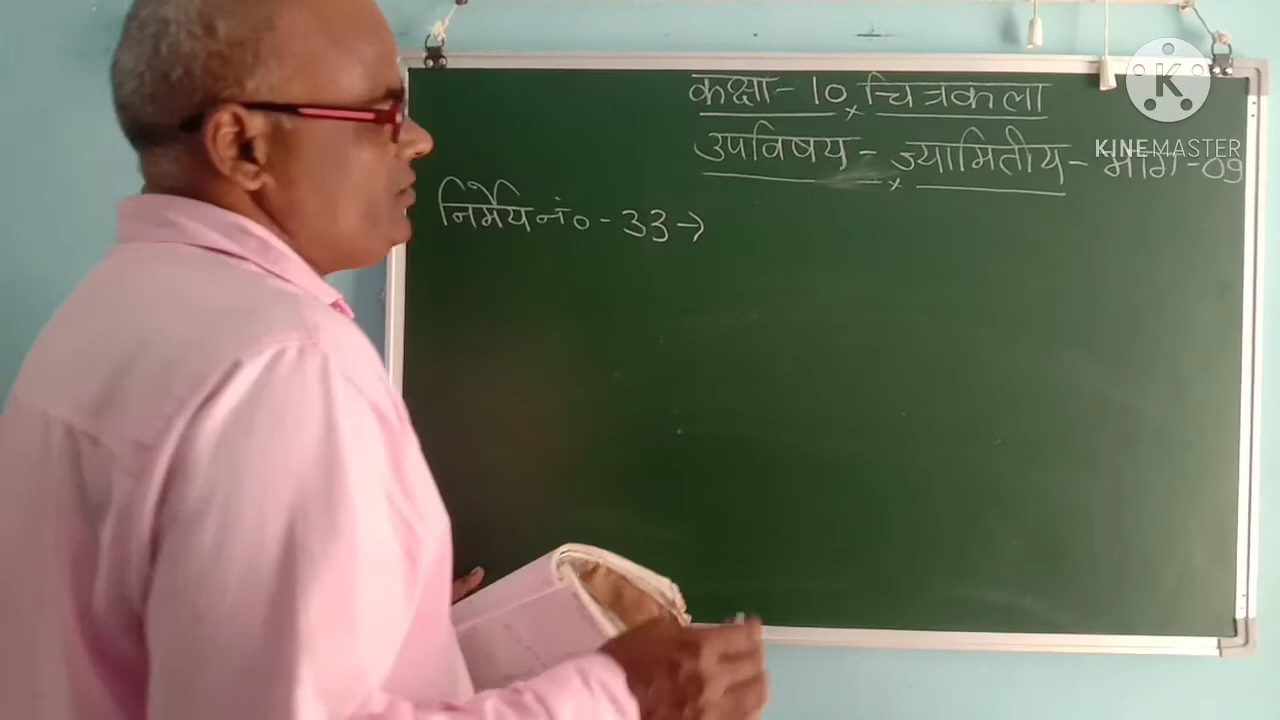 कक्षा- 10 x चित्रकला
उपविषय - x ज्यामितीय - भाग -09
निर्मेय नं० - 33 →
K
KINEMASTER